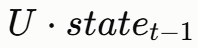 U · state_{t−1}